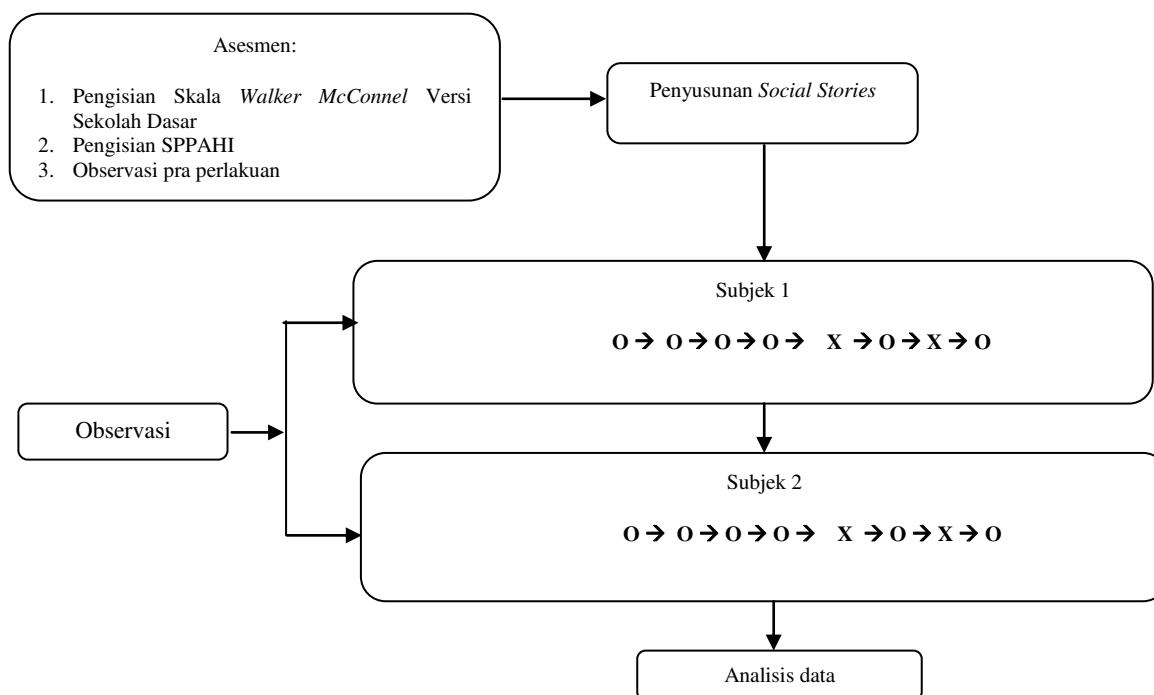 Asesmen:
1. Pengisian Skala Walker McConnel Versi
Sekolah Dasar
2. Pengisian SPPAHI
3. Observasi pra perlakuan
Penyusunan Social Stories
Subjek 1
O → O → O → O → X → O → X → O
Observasi
Subjek 2
O → O → O → O → X → O → X → O
Analisis data